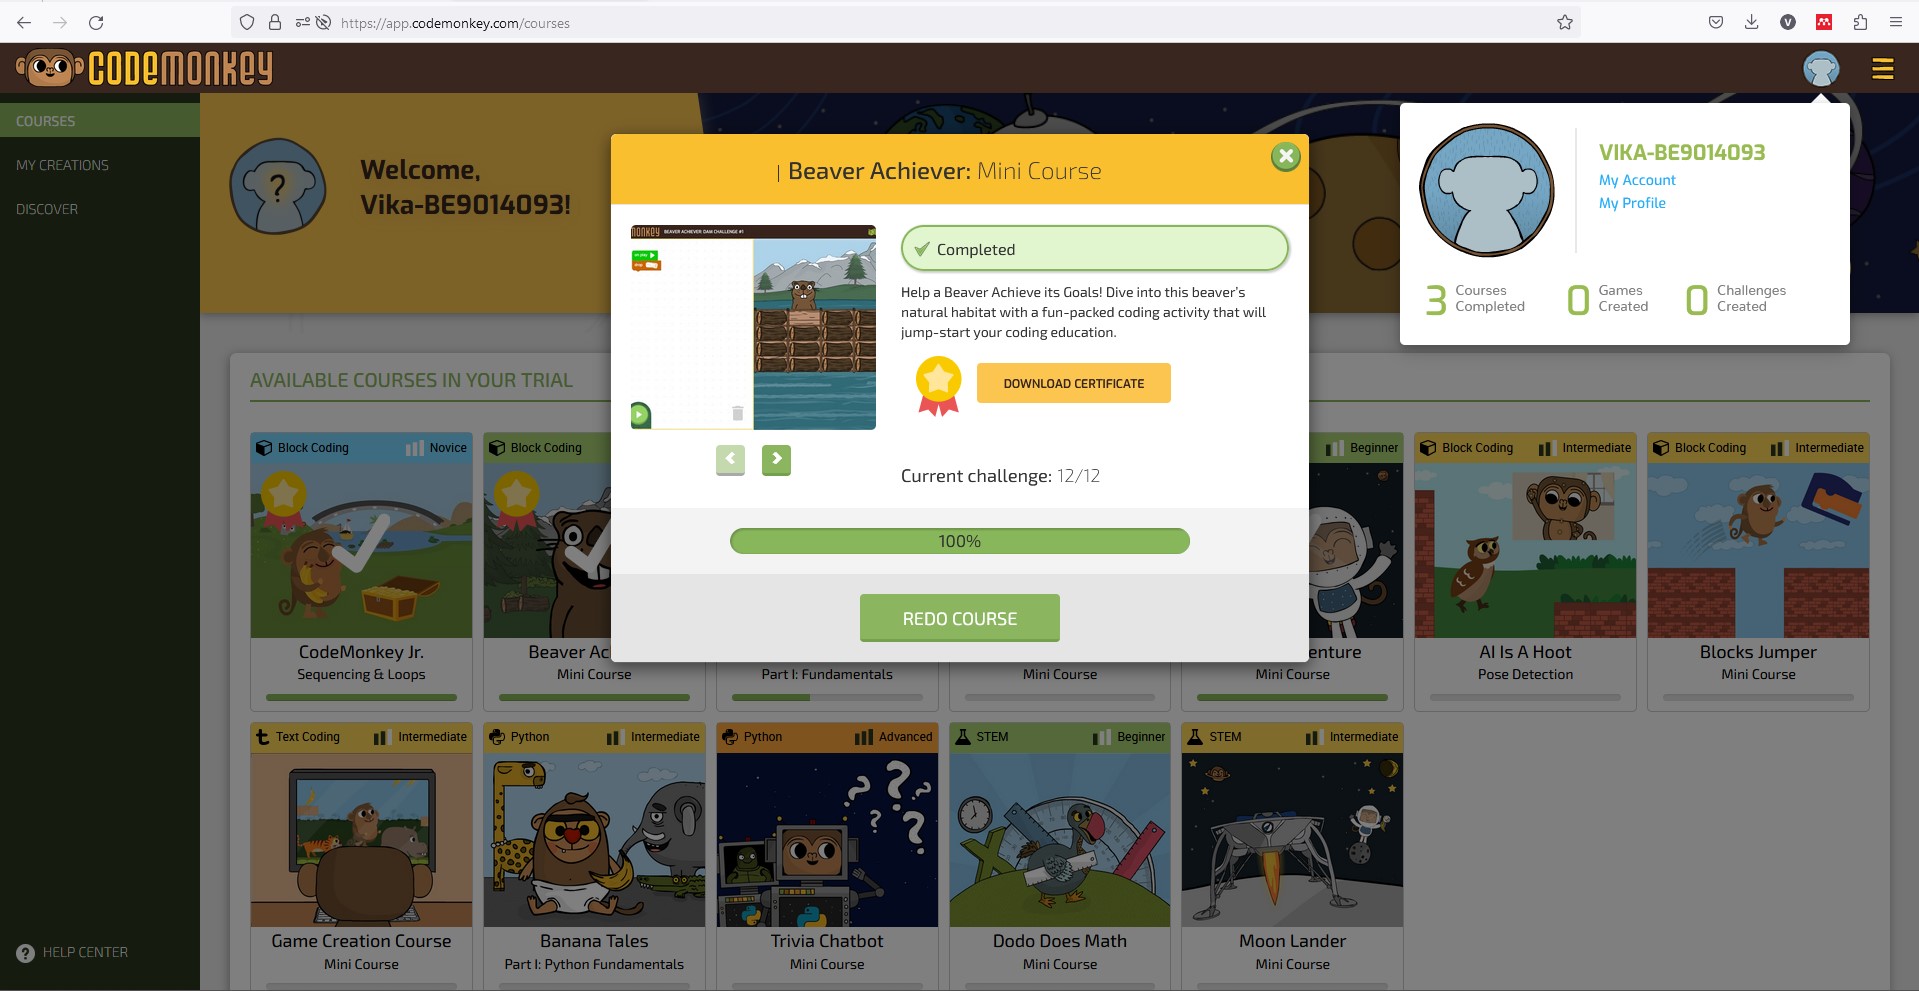 https://app.codemonkey.com/courses
CODEMONKEY
COURSES
MY CREATIONS
DISCOVER
HELP CENTER
Welcome,
Vika-BE9014093!
VIKA-BE9014093
My Account
My Profile
3 Courses Completed
0 Games Created
0 Challenges Created
Beaver Achiever: Mini Course
BEAVER ACHIEVER: DAM CHALLENGE #1
Completed
Help a Beaver Achieve its Goals! Dive into this beaver's
natural habitat with a fun-packed coding activity that will
jump-start your coding education.
DOWNLOAD CERTIFICATE
Current challenge: 12/12
100%
REDO COURSE
AVAILABLE COURSES IN YOUR TRIAL
Block Coding Novice
CodeMonkey Jr.
Sequencing & Loops
Block Coding
Beaver Ac
Mini Course
Part I: Fundamentals
Mini Course
Beginner
enture
Mini Course
Block Coding Intermediate
AI Is A Hoot
Pose Detection
Block Coding Intermediate
Blocks Jumper
Mini Course
Text Coding Intermediate
Game Creation Course
Mini Course
Python Intermediate
Banana Tales
Part I: Python Fundamentals
Python Advanced
Trivia Chatbot
Mini Course
STEM Beginner
Dodo Does Math
Mini Course
STEM Intermediate
Moon Lander
Mini Course